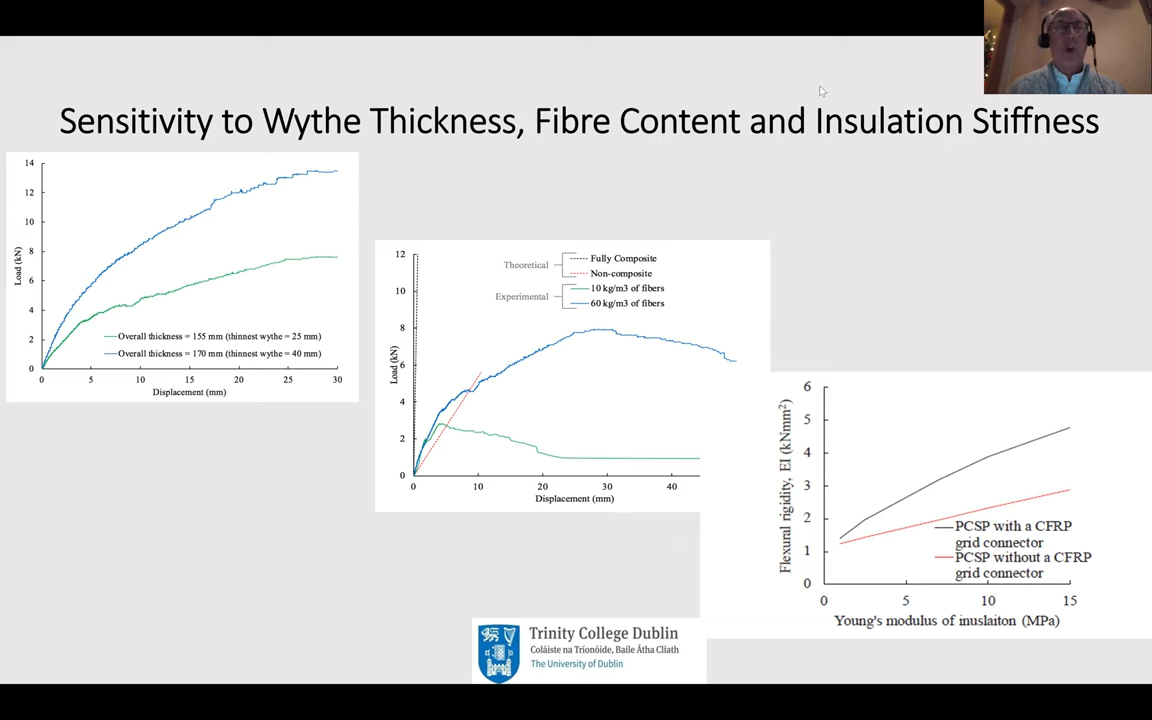 Sensitivity to Wythe Thickness, Fibre Content and Insulation Stiffness
14
12
10
8
6
4
2
0
Load (kN)
Overall thickness = 155 mm (thinnest wythe = 25 mm)
Overall thickness = 170 mm (thinnest wythe = 40 mm)
0 5 10 15 20 25 30
Displacement (mm)
12
10
8
6
4
2
0
Load (kN)
Theoretical
Fully Composite
Non-composite
Experimental
10 kg/m3 of fibers
60 kg/m3 of fibers
0 10 20 30 40
Displacement (mm)
6
5
4
3
2
1
0
Flexural rigidity, EI (kNmm²)
PCSP with a CFRP
grid connector
PCSP without a CFRP
grid connector
0 5 10 15
Young's modulus of inuslaiton (MPa)
Trinity College Dublin
Coláiste na Tríonóide, Baile Átha Cliath
The University of Dublin